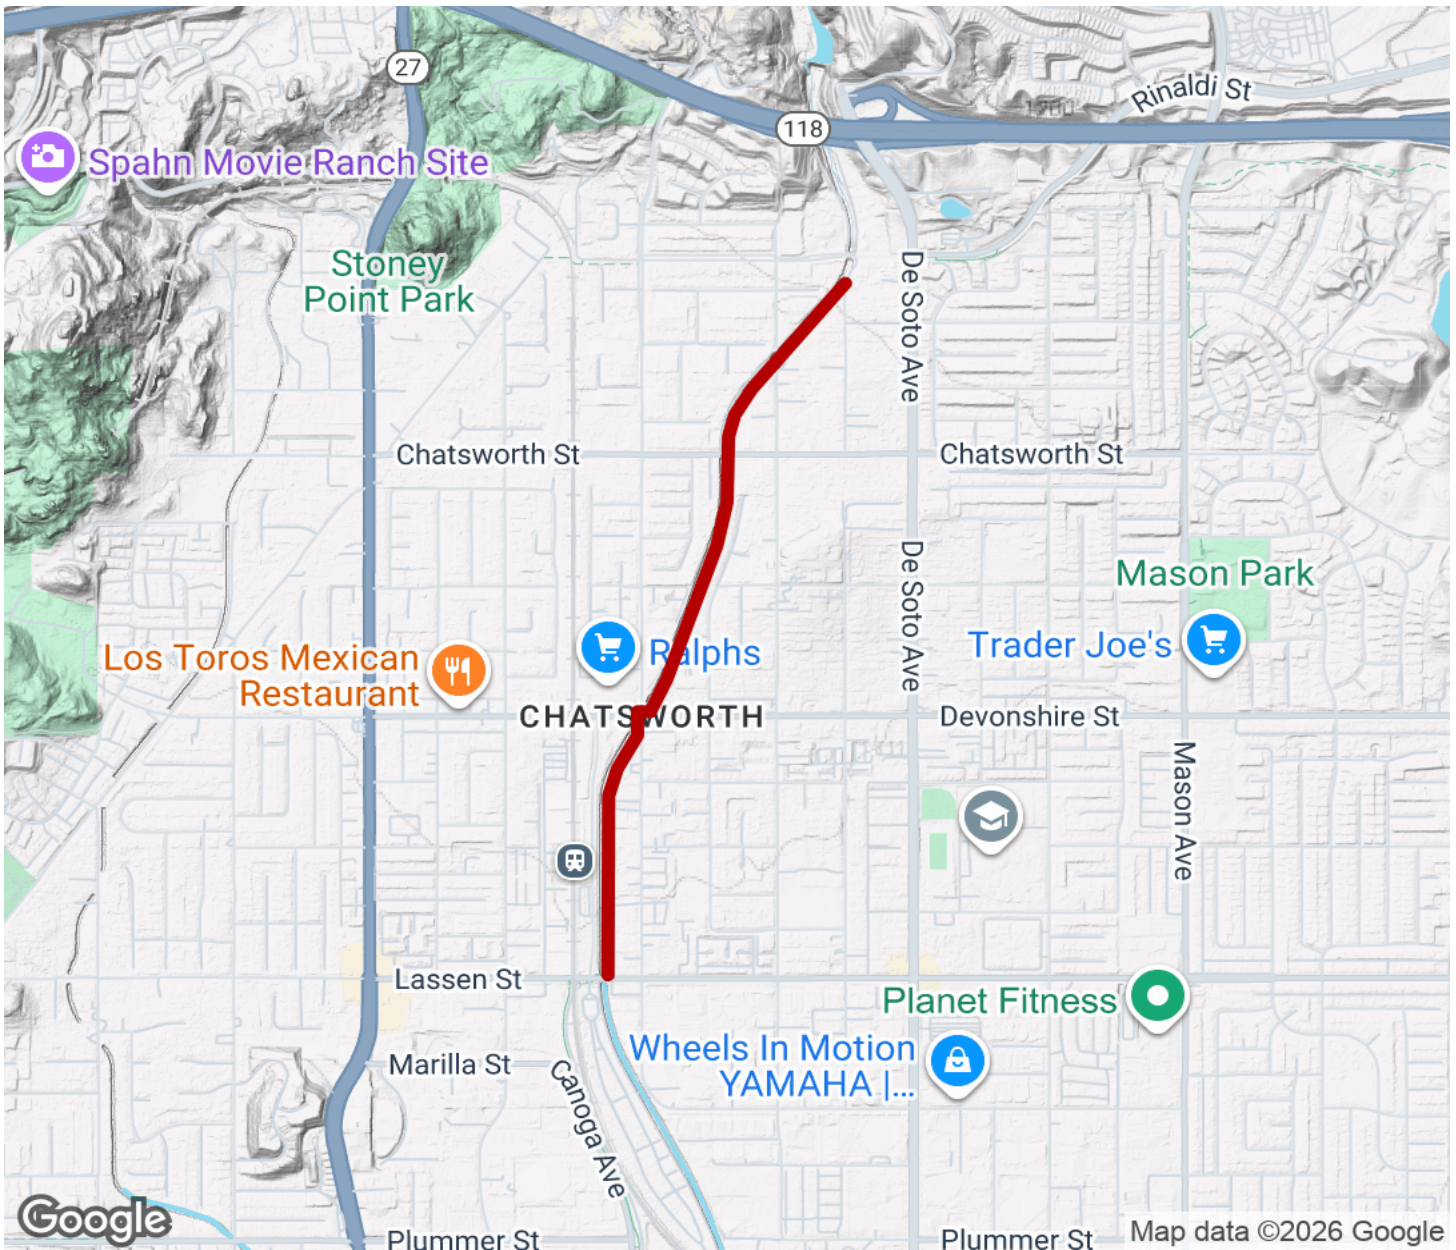 27
118
Rinaldi St
1700
Spahn Movie Ranch Site
Stoney
Point Park
De Soto Ave
Chatsworth St
Chatsworth St
De Soto Ave
Mason Park
Los Toros Mexican
Restaurant
Ralphs
Trader Joe's
CHATSWORTH
Devonshire St
Mason Ave
Lassen St
Planet Fitness
Wheels In Motion
YAMAHA |...
Marilla St
Canoga Ave
Google
Plummer St
Plummer St
Map data ©2026 Google